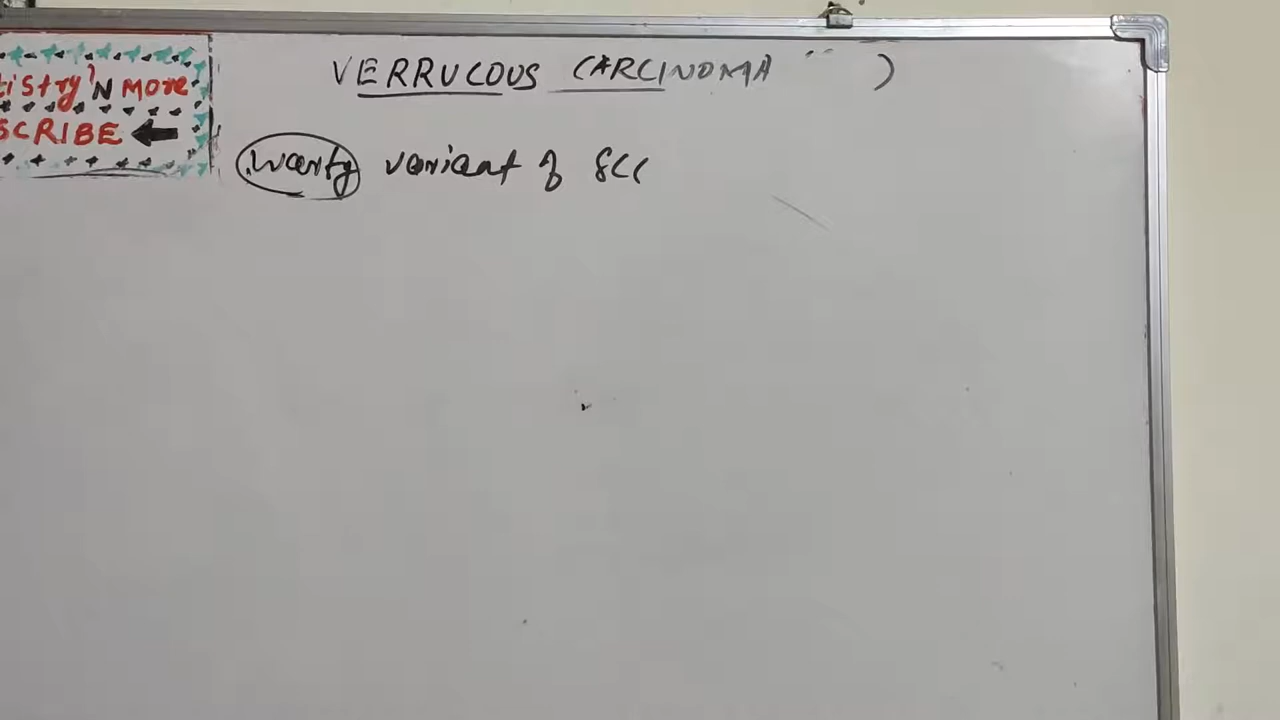 tistry'N MORE
SCRIBE
VERRUCOUS CARCINOMA )
warty variant of SCC